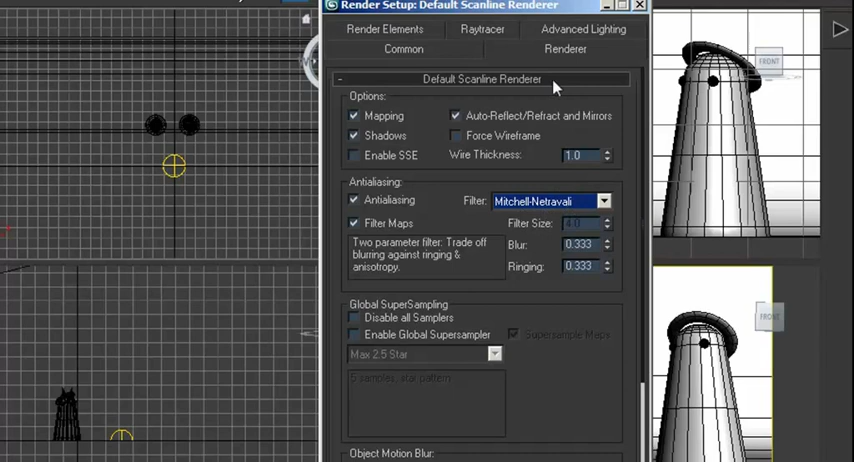 Render Setup: Default Scanline Renderer
Render Elements Raytracer Advanced Lighting
Common Renderer
- Default Scanline Renderer
Options:
Mapping Auto-Reflect/Refract and Mirrors
Shadows Force Wireframe
Enable SSE Wire Thickness: 1.0
Antialiasing:
Antialiasing Filter: Mitchell-Netravali
Filter Maps Filter Size: 4.0
Two parameter filter: Trade off Blur: 0.333
blurring against ringing &
anisotropy. Ringing: 0.333
Global SuperSampling
Disable all Samplers
Enable Global Supersampler Supersample Maps
Max 2.5 Star
5 samples, star pattern
Object Motion Blur:
FRONT
FRONT